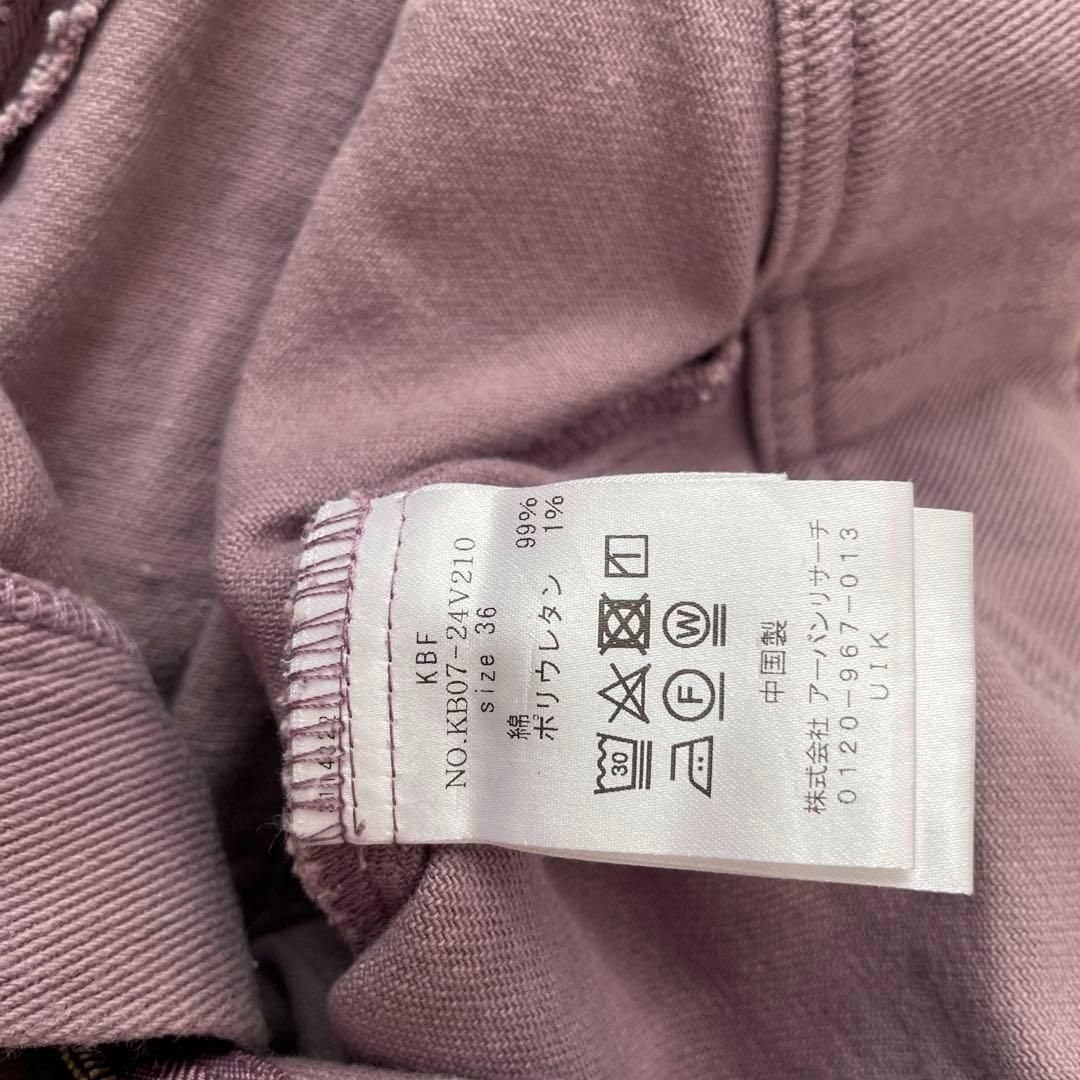 KBF
NO.KB07-24V210
size 36
綿 99%
ポリウレタン 1%
30
F
W
中国製
株式会社 アーバンリサーチ
0120-967-013
UIK